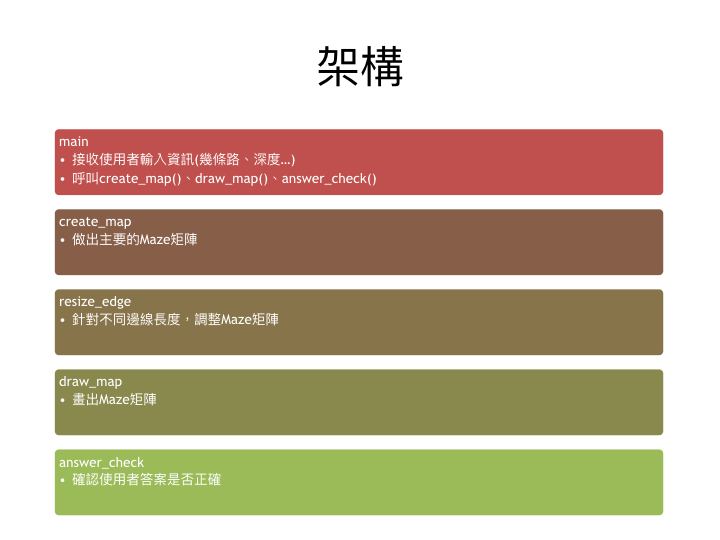 架構
main
• 接收使用者輸入資訊(幾條路、深度…)
• 呼叫create_map()、draw_map()、answer_check()
create_map
• 做出主要的Maze矩陣
resize_edge
• 針對不同邊線長度，調整Maze矩陣
draw_map
• 畫出Maze矩陣
answer_check
• 確認使用者答案是否正確